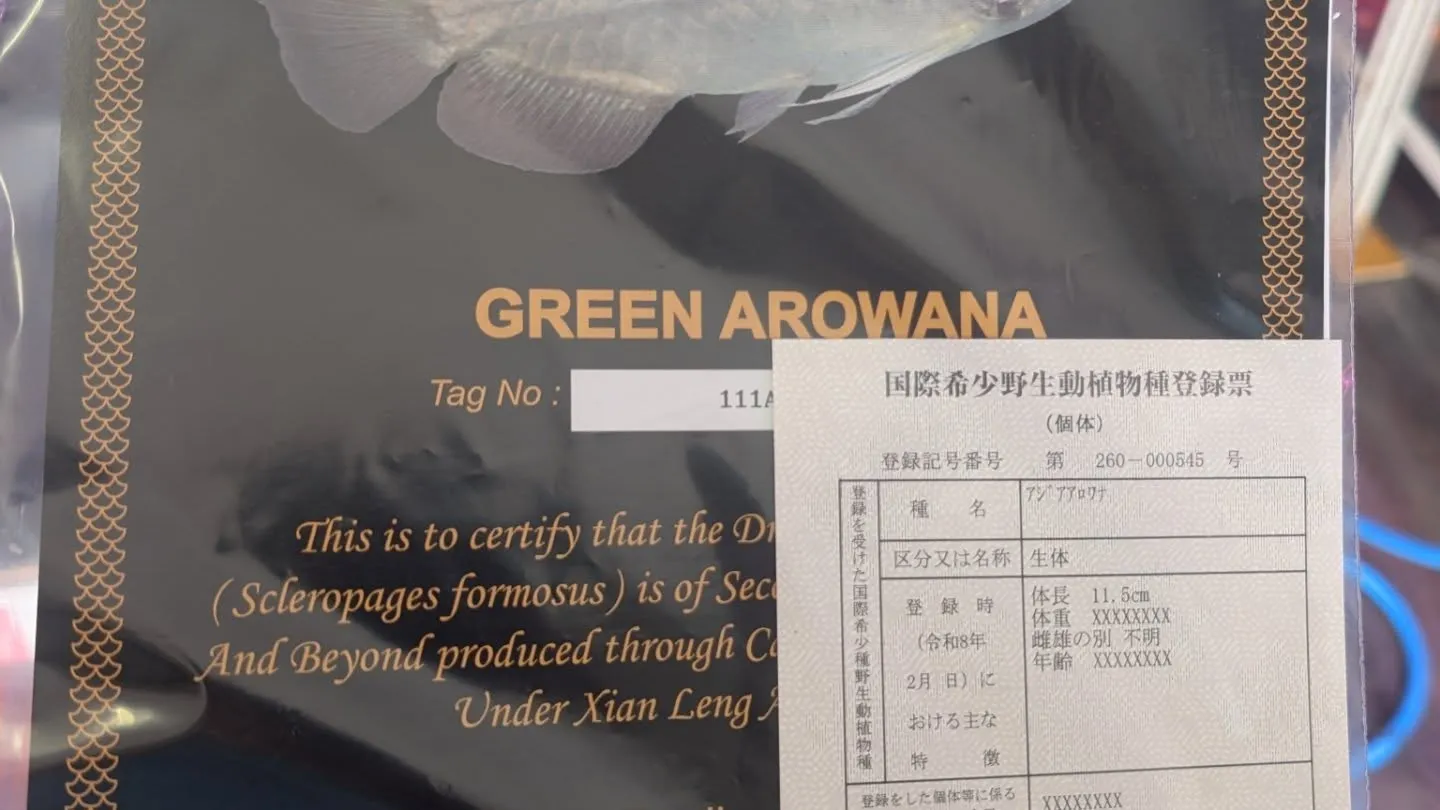 GREEN AROWANA
Tag No : 111A
This is to certify that the
(Scleropages formosus) is of
And Beyond produced through
Under Xian Leng
国際希少野生動植物種登録票
(個体)
登録記号番号 第 260-000545 号
登録を受けた国際希少種野生動植物種
種 名 アジアアロワナ
区分又は名称 生体
登 録 時
(令和8年
2月 日)に
おける主な
特 徴
体長 11.5cm
体重 XXXXXXXX
雌雄の別 不明
年齢 XXXXXXXX
登録をした個体等に係る
XXXXXXXX